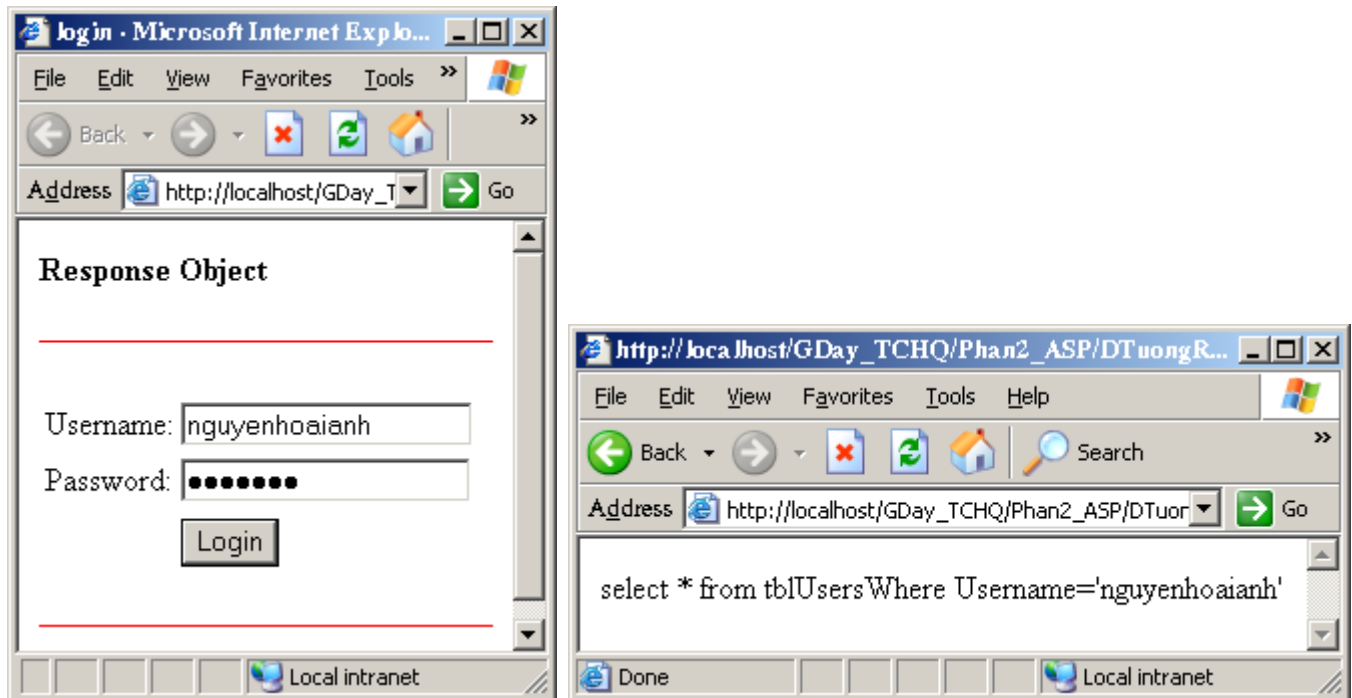 login - Microsoft Internet Explo...
File Edit View Favorites Tools »
Back »
Address http://localhost/GDay_T Go
Response Object
Username: nguyenhoaianh
Password: •••••••
Login
Local intranet
http://localhost/GDay_TCHQ/Phan2_ASP/DTuongR...
File Edit View Favorites Tools Help
Back Search »
Address http://localhost/GDay_TCHQ/Phan2_ASP/DTuor Go
select * from tblUsersWhere Username='nguyenhoaianh'
Done Local intranet